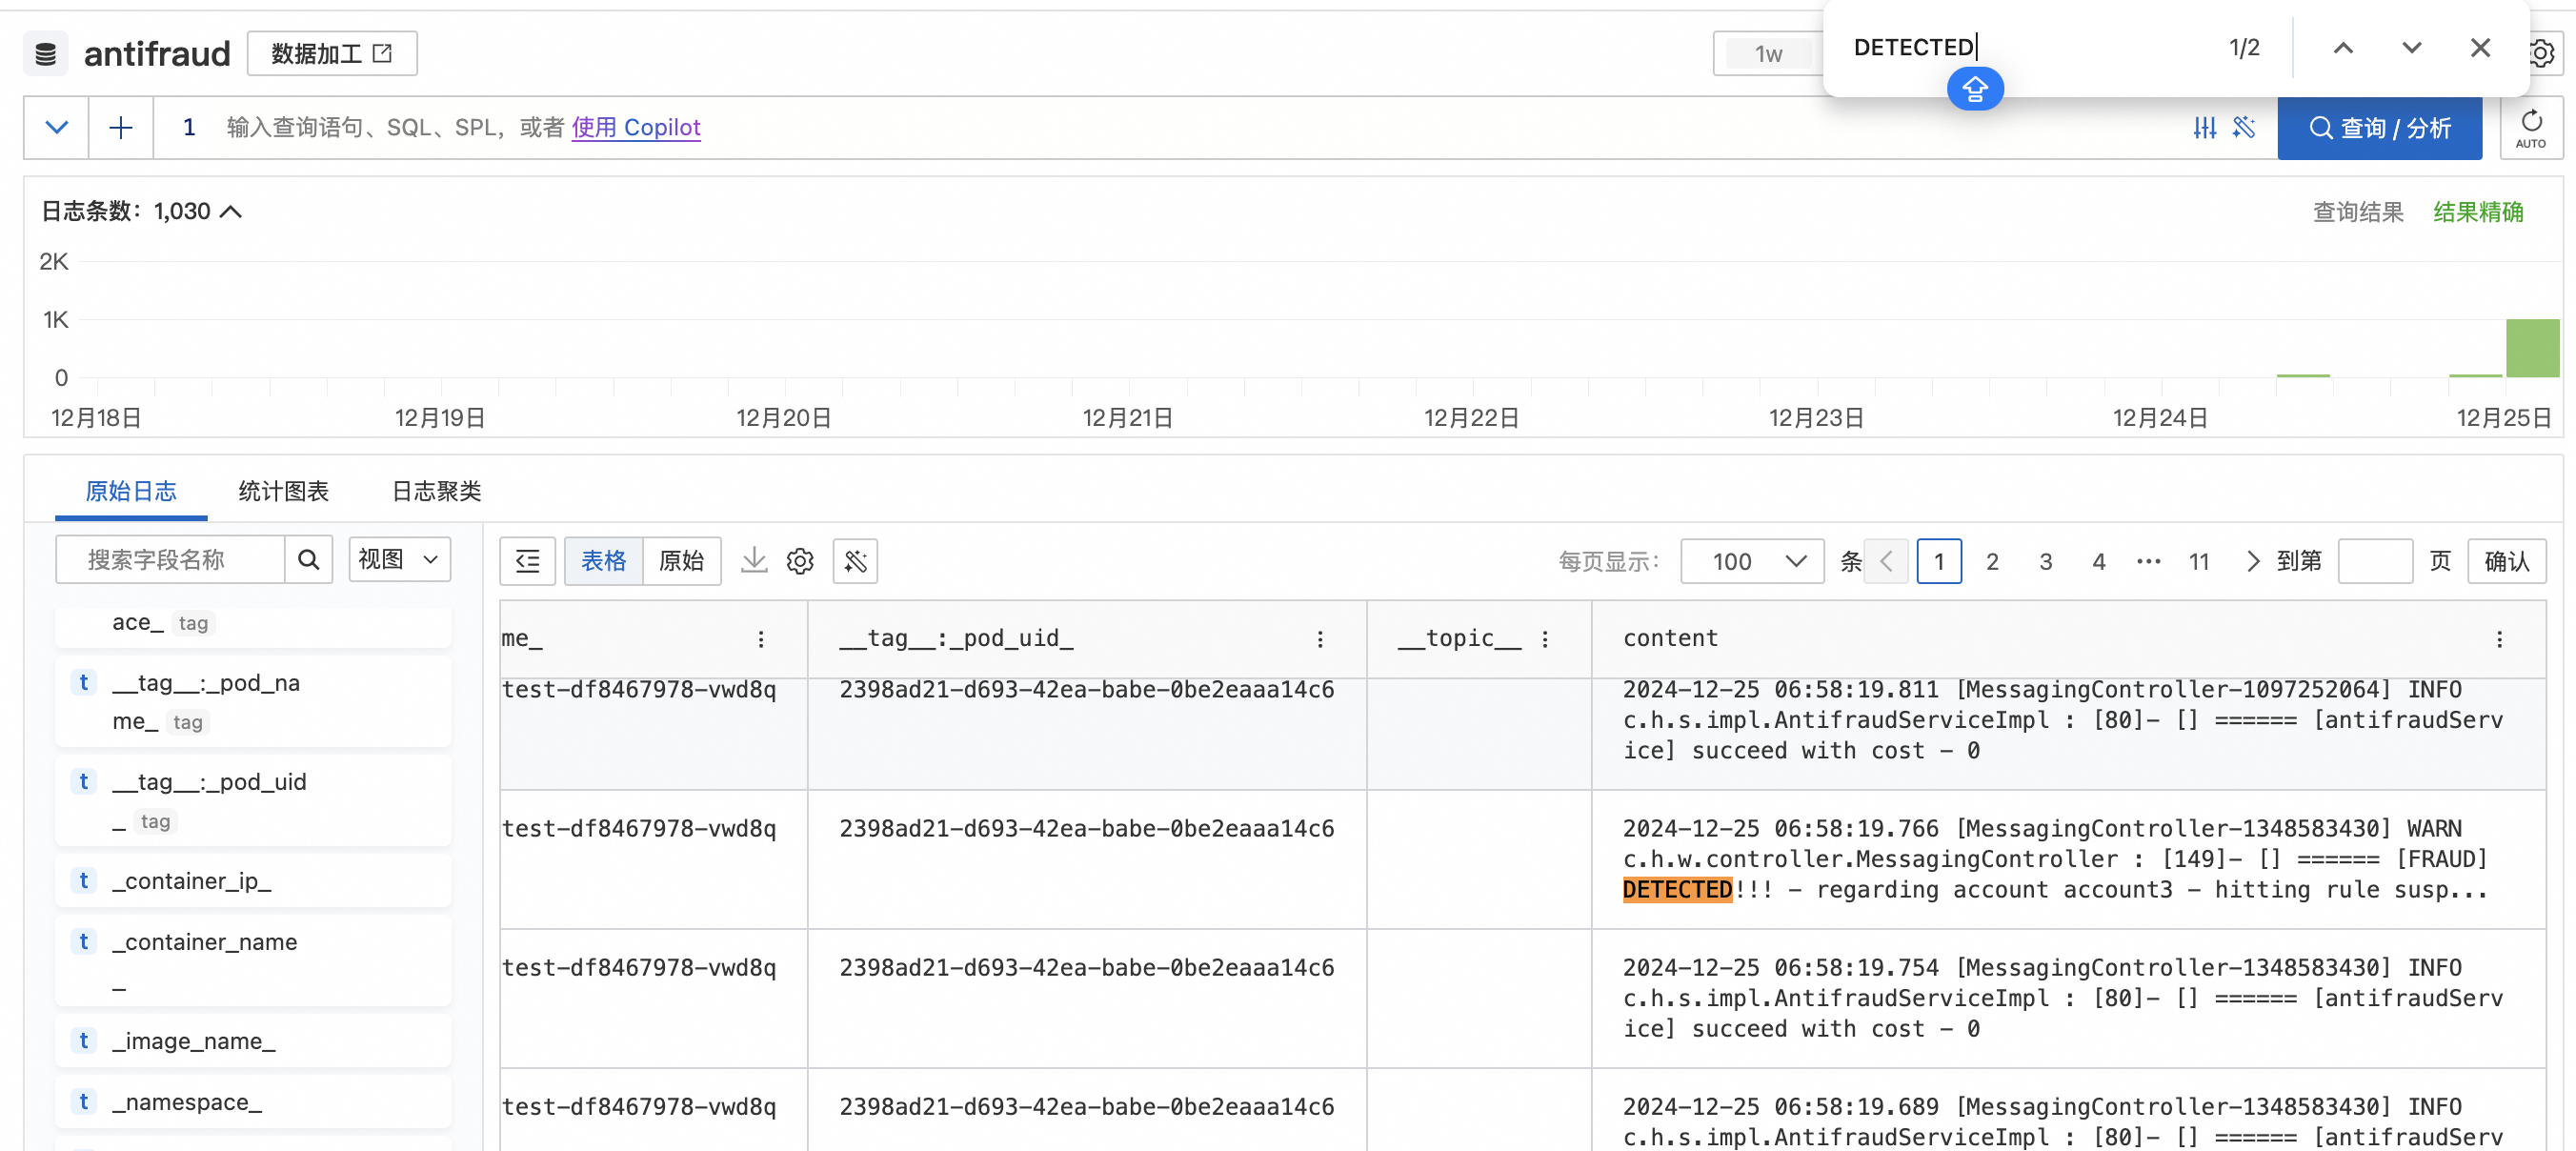 antifraud 数据加工
1w
DETECTED 1/2
1 输入查询语句、SQL、SPL，或者 使用 Copilot
查询 / 分析
AUTO
日志条数：1,030
查询结果 结果精确
2K
1K
0
12月18日 12月19日 12月20日 12月21日 12月22日 12月23日 12月24日 12月25日
原始日志 统计图表 日志聚类
搜索字段名称 视图
表格 原始
每页显示： 100 条 1 2 3 4 ••• 11 到第 页 确认
ace_ tag
t __tag__:_pod_na
me_ tag
t __tag__:_pod_uid
_ tag
t _container_ip_
t _container_name
_
t _image_name_
t _namespace_
me_ __tag__:_pod_uid_ __topic__ content
test-df8467978-vwd8q 2398ad21-d693-42ea-babe-0be2eaaa14c6 2024-12-25 06:58:19.811 [MessagingController-1097252064] INFO
c.h.s.impl.AntifraudServiceImpl : [80]- [] ====== [antifraudServ
ice] succeed with cost - 0
test-df8467978-vwd8q 2398ad21-d693-42ea-babe-0be2eaaa14c6 2024-12-25 06:58:19.766 [MessagingController-1348583430] WARN
c.h.w.controller.MessagingController : [149]- [] ====== [FRAUD]
DETECTED!!! - regarding account account3 - hitting rule susp...
test-df8467978-vwd8q 2398ad21-d693-42ea-babe-0be2eaaa14c6 2024-12-25 06:58:19.754 [MessagingController-1348583430] INFO
c.h.s.impl.AntifraudServiceImpl : [80]- [] ====== [antifraudServ
ice] succeed with cost - 0
test-df8467978-vwd8q 2398ad21-d693-42ea-babe-0be2eaaa14c6 2024-12-25 06:58:19.689 [MessagingController-1348583430] INFO
c.h.s.impl.AntifraudServiceImpl : [80]- [] ====== [antifraudServ